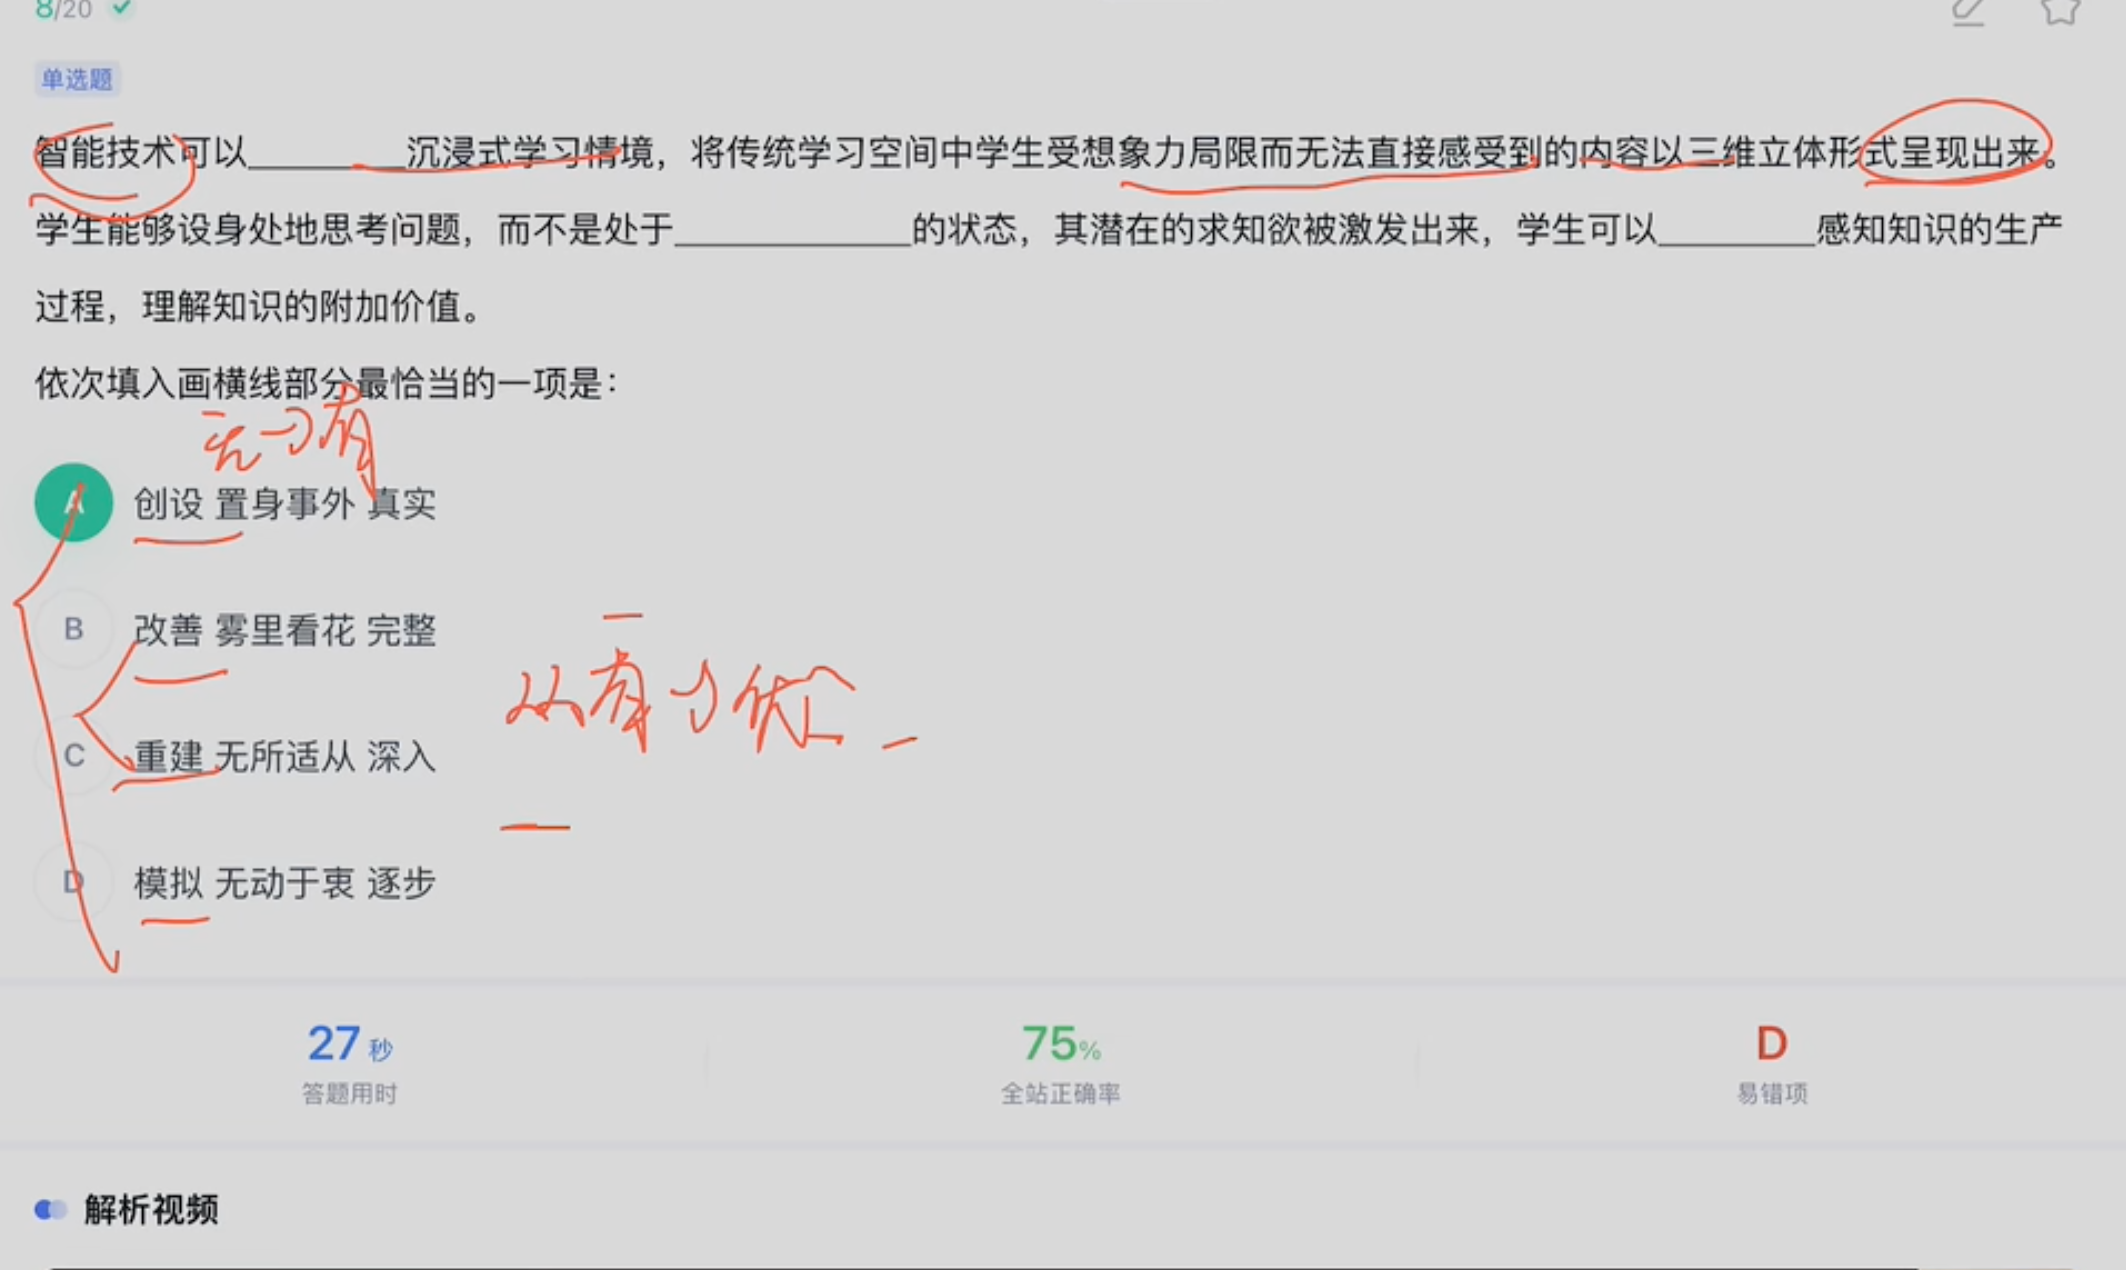 8/20
单选题
智能技术可以________沉浸式学习情境，将传统学习空间中学生受想象力局限而无法直接感受到的内容以三维立体形式呈现出来。
学生能够设身处地思考问题，而不是处于____________的状态，其潜在的求知欲被激发出来，学生可以________感知知识的生产
过程，理解知识的附加价值。
依次填入画横线部分最恰当的一项是：
无→有
A 创设 置身事外 真实
B 改善 雾里看花 完整
从有到优
C 重建 无所适从 深入
D 模拟 无动于衷 逐步
27 秒
答题用时
75%
全站正确率
D
易错项
解析视频